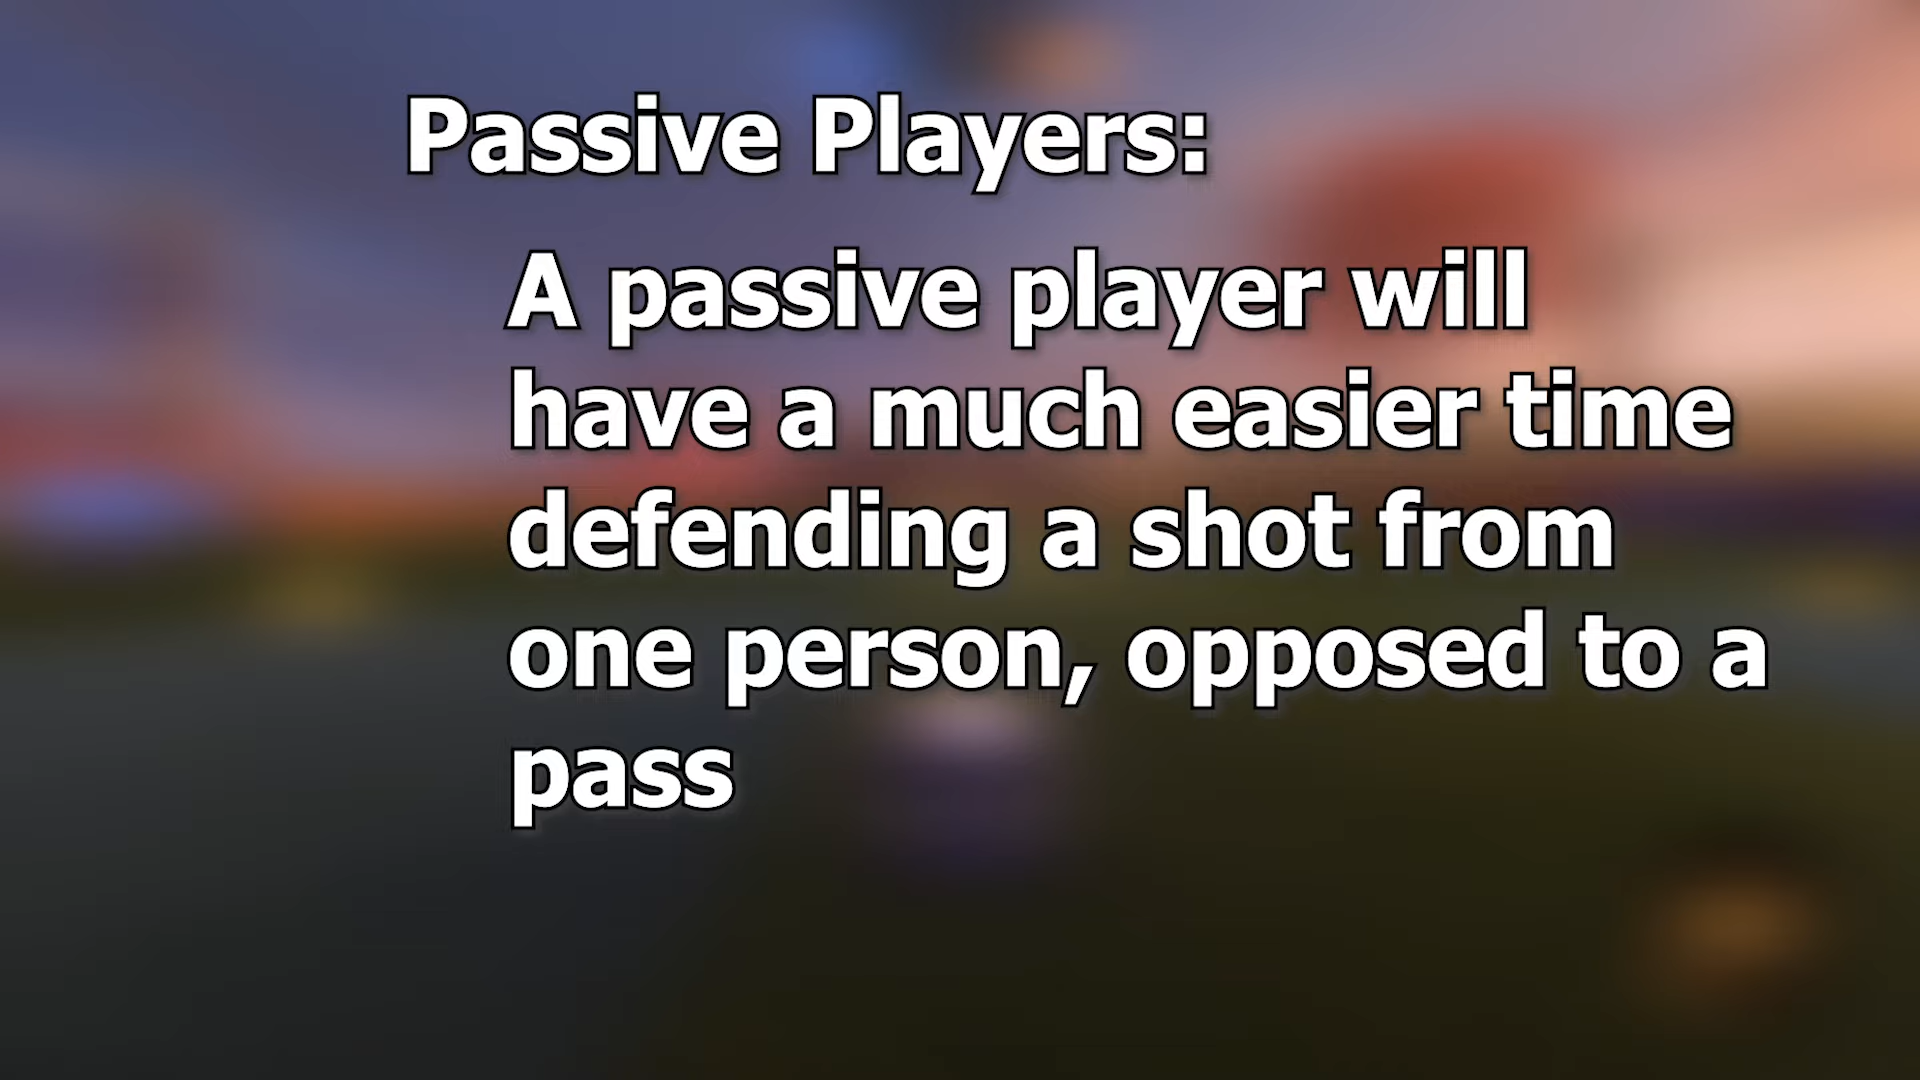 Passive Players:
A passive player will
have a much easier time
defending a shot from
one person, opposed to a
pass